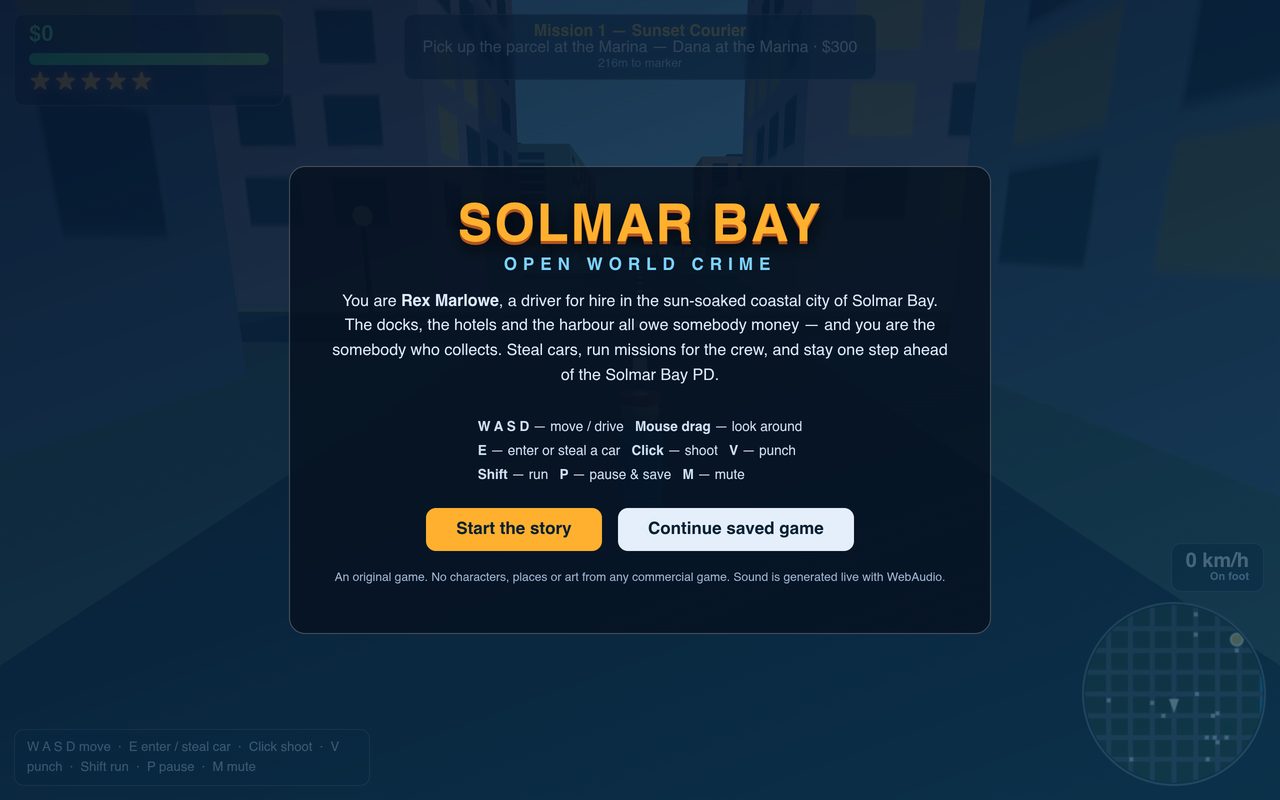 $0
Mission 1 — Sunset Courier
Pick up the parcel at the Marina — Dana at the Marina · $300
216m to marker
SOLMAR BAY
OPEN WORLD CRIME
You are Rex Marlowe, a driver for hire in the sun-soaked coastal city of Solmar Bay.
The docks, the hotels and the harbour all owe somebody money — and you are the
somebody who collects. Steal cars, run missions for the crew, and stay one step ahead
of the Solmar Bay PD.
W A S D — move / drive Mouse drag — look around
E — enter or steal a car Click — shoot V — punch
Shift — run P — pause & save M — mute
Start the story
Continue saved game
An original game. No characters, places or art from any commercial game. Sound is generated live with WebAudio.
0 km/h
On foot
W A S D move · E enter / steal car · Click shoot · V
punch · Shift run · P pause · M mute